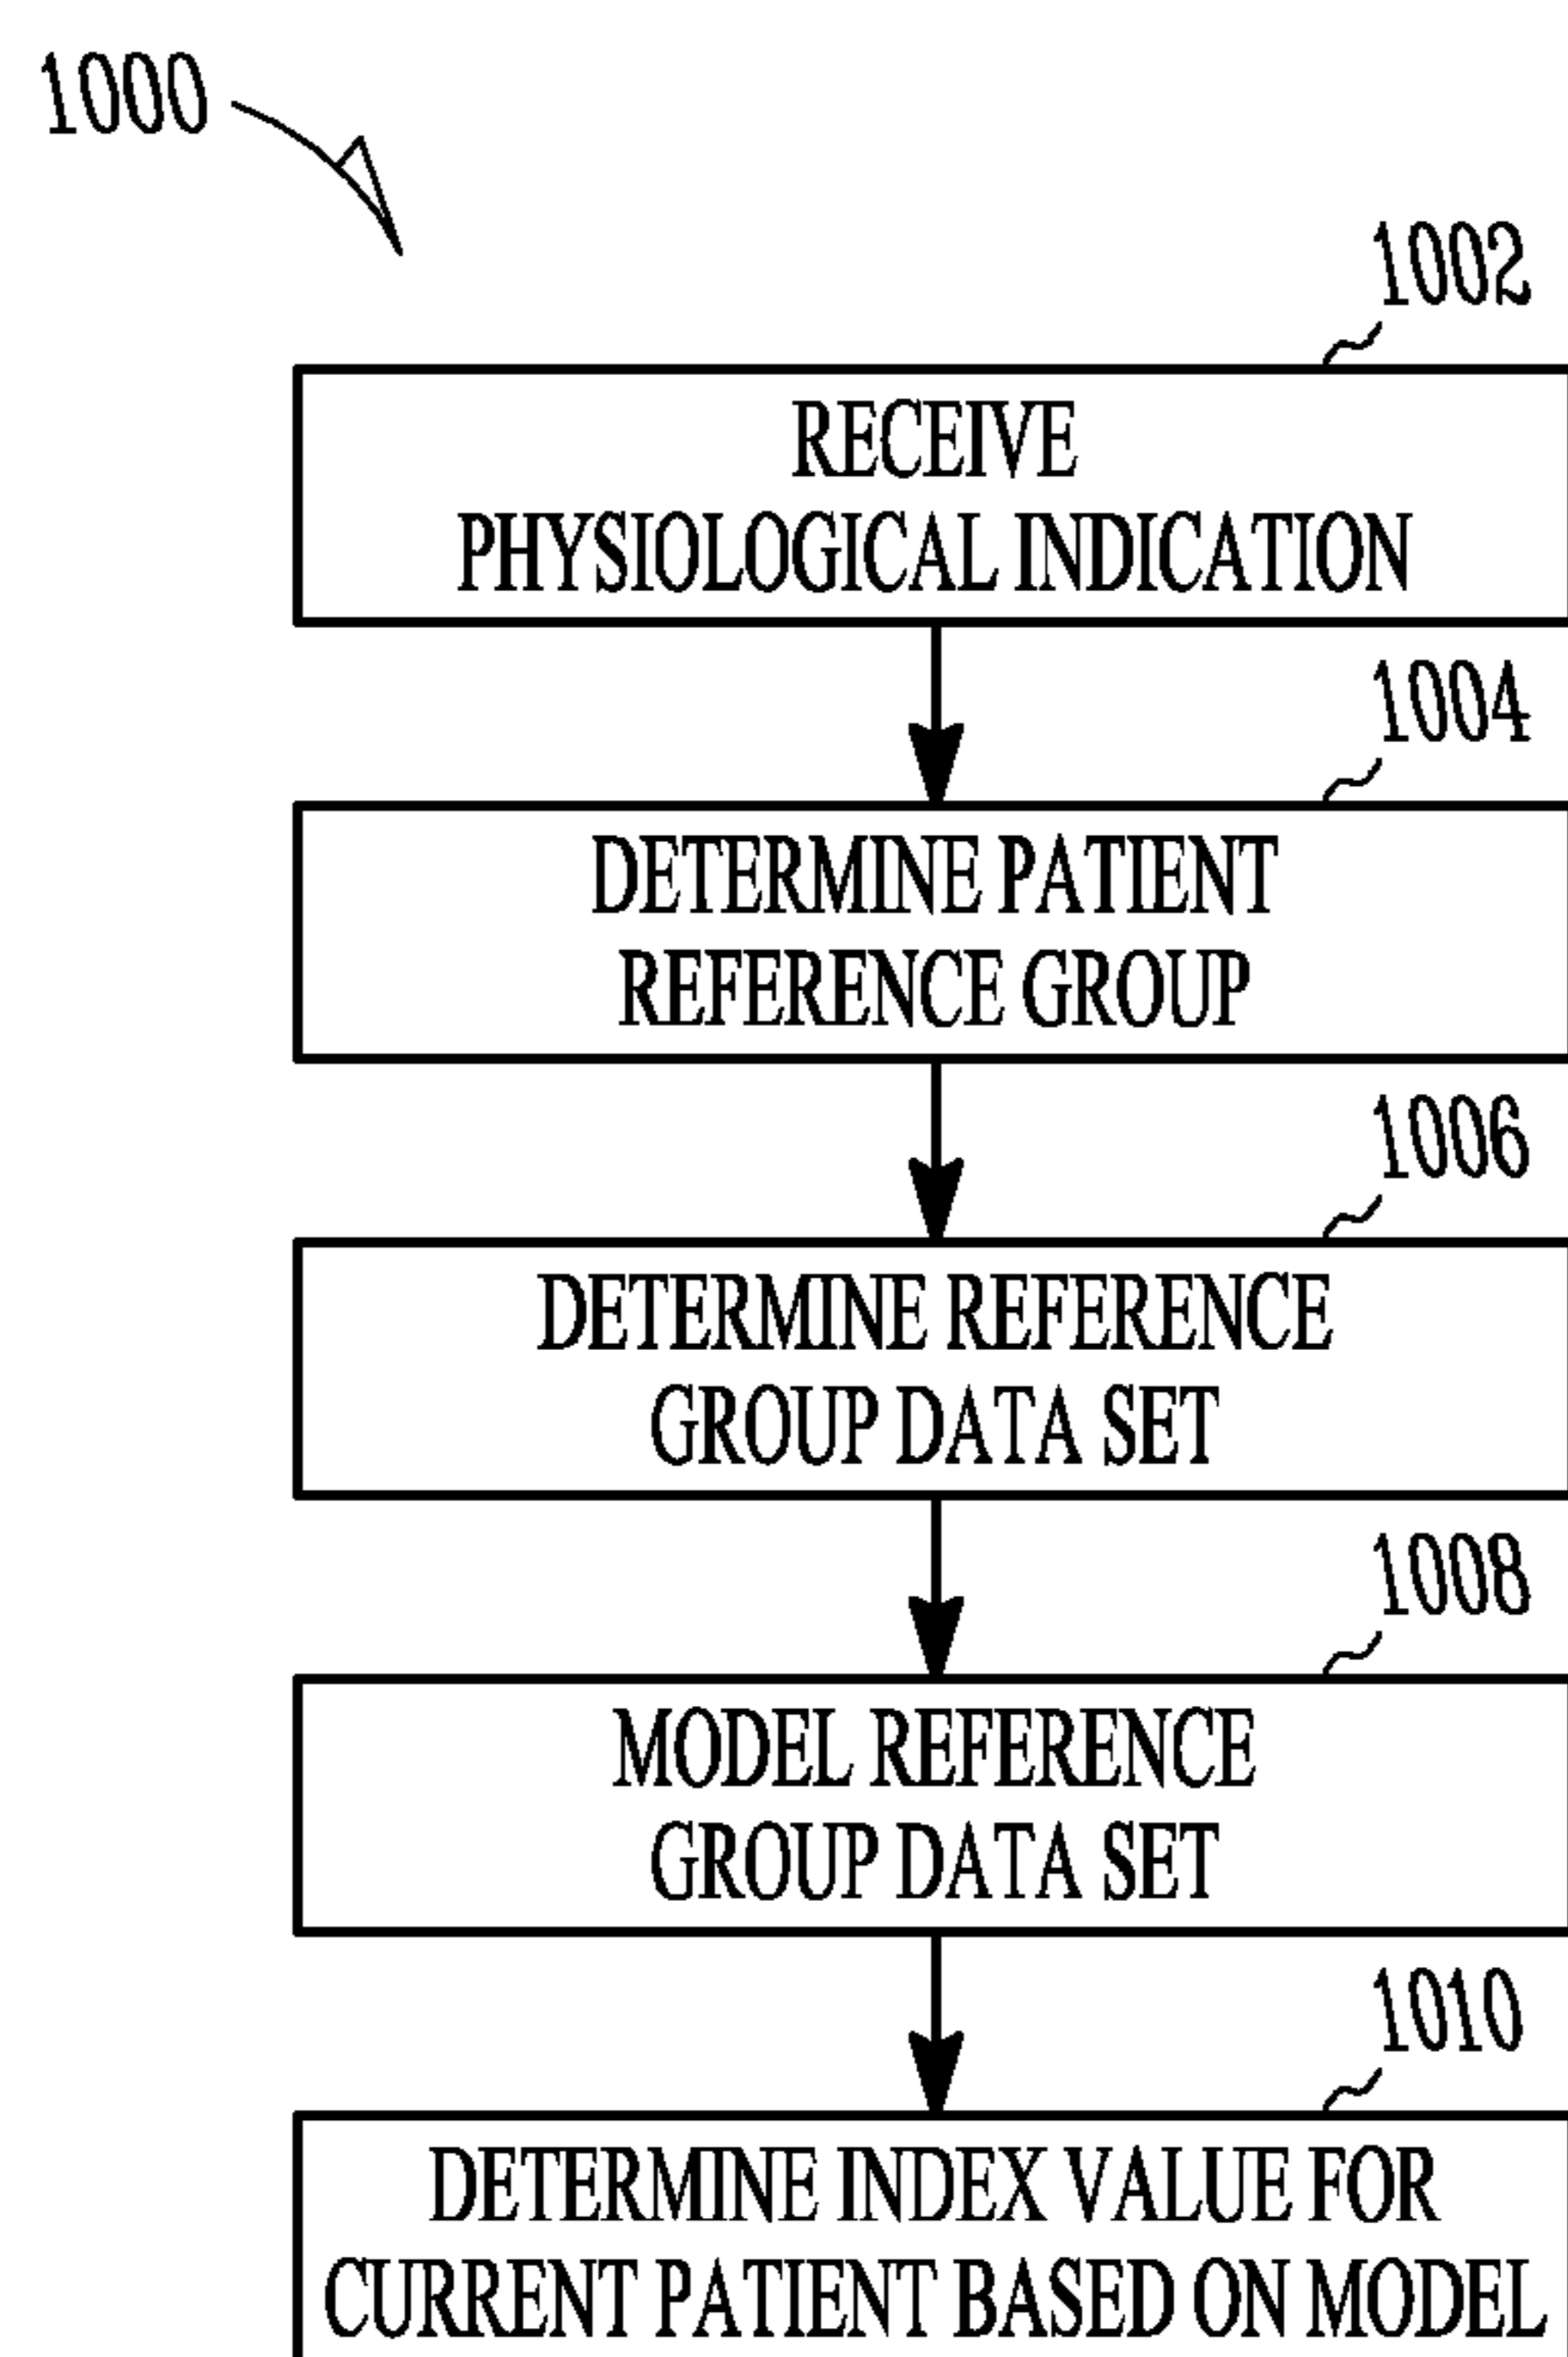 1000
1002
RECEIVE
PHYSIOLOGICAL INDICATION
1004
DETERMINE PATIENT
REFERENCE GROUP
1006
DETERMINE REFERENCE
GROUP DATA SET
1008
MODEL REFERENCE
GROUP DATA SET
1010
DETERMINE INDEX VALUE FOR
CURRENT PATIENT BASED ON MODEL